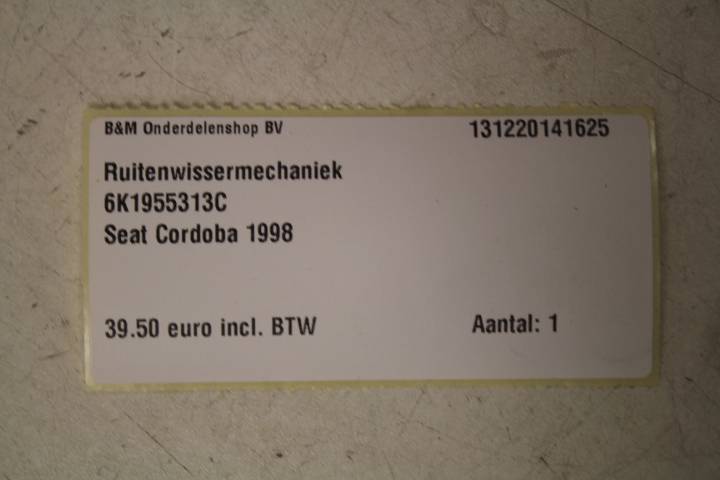 B&M Onderdelenshop BV 131220141625
Ruitenwissermechaniek
6K1955313C
Seat Cordoba 1998
39.50 euro incl. BTW Aantal: 1